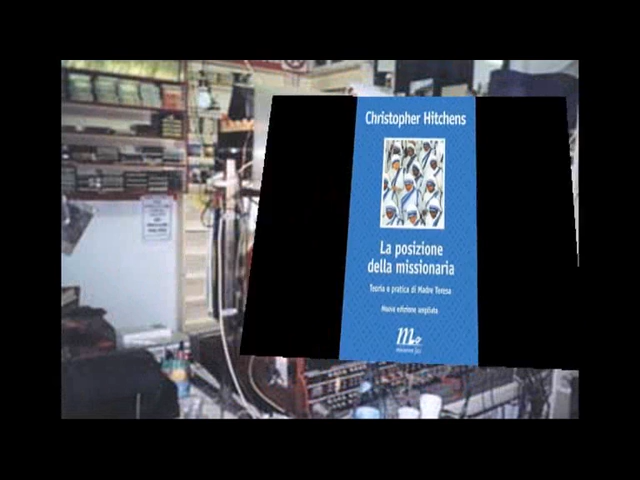 Christopher Hitchens
La posizione
della missionaria
Teoria e pratica di Madre Teresa
Nuova edizione ampliata